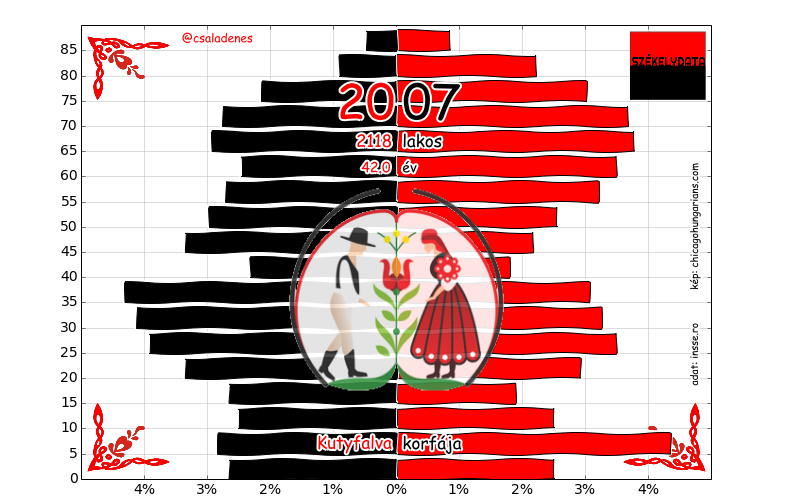 @csaladenes
SZÉKELYDATA
2007
2118 lakos
42,0 év
kép: chicagohungarians.com
adat: insse.ro
Kutyfalva korfája
85
80
75
70
65
60
55
50
45
40
35
30
25
20
15
10
5
0
4% 3% 2% 1% 0% 1% 2% 3% 4%